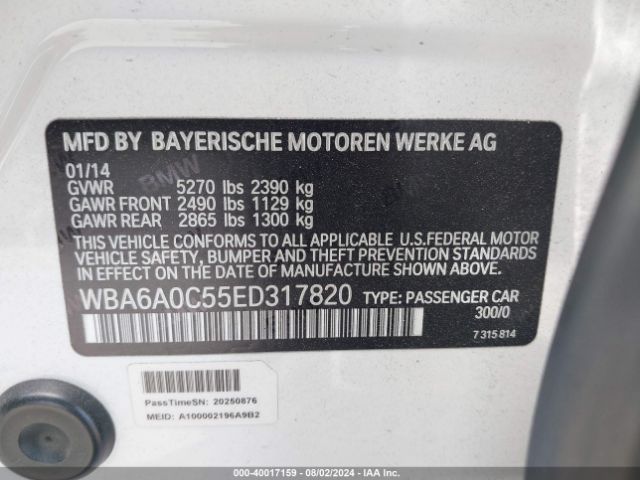 MFD BY BAYERISCHE MOTOREN WERKE AG
01/14
GVWR 5270 lbs 2390 kg
GAWR FRONT 2490 lbs 1129 kg
GAWR REAR 2865 lbs 1300 kg
THIS VEHICLE CONFORMS TO ALL APPLICABLE U.S.FEDERAL MOTOR
VEHICLE SAFETY, BUMPER AND THEFT PREVENTION STANDARDS
IN EFFECT ON THE DATE OF MANUFACTURE SHOWN ABOVE.
WBA6A0C55ED317820 TYPE: PASSENGER CAR
300/0
7 315 814
PassTimeSN: 20250876
MEID: A100002196A9B2
000-40017159 - 08/02/2024 - IAA Inc.